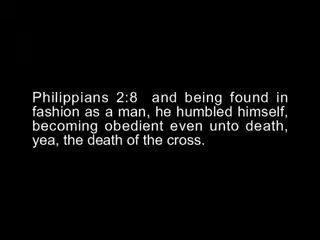 Philippians 2:8 and being found in
fashion as a man, he humbled himself,
becoming obedient even unto death,
yea, the death of the cross.